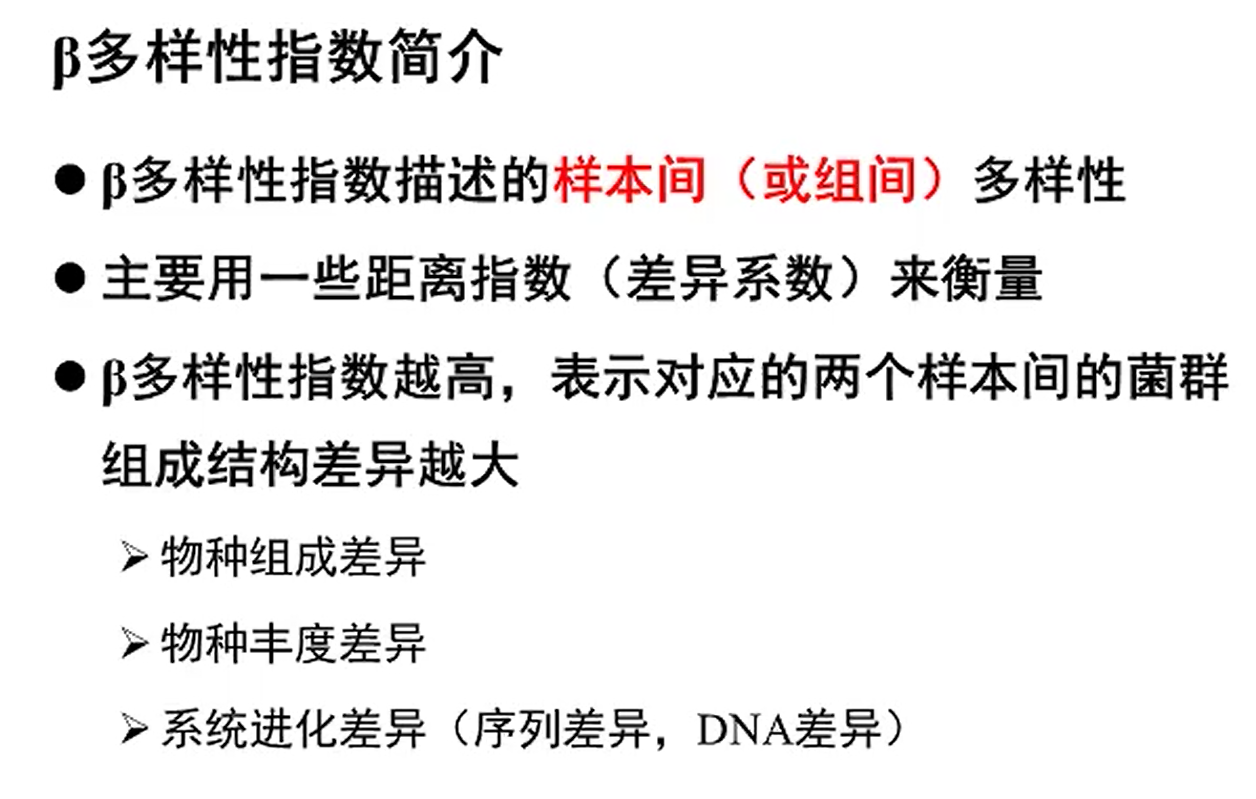 β多样性指数简介
● β多样性指数描述的样本间（或组间）多样性
● 主要用一些距离指数（差异系数）来衡量
● β多样性指数越高，表示对应的两个样本间的菌群
组成结构差异越大
➢ 物种组成差异
➢ 物种丰度差异
➢ 系统进化差异（序列差异，DNA差异）